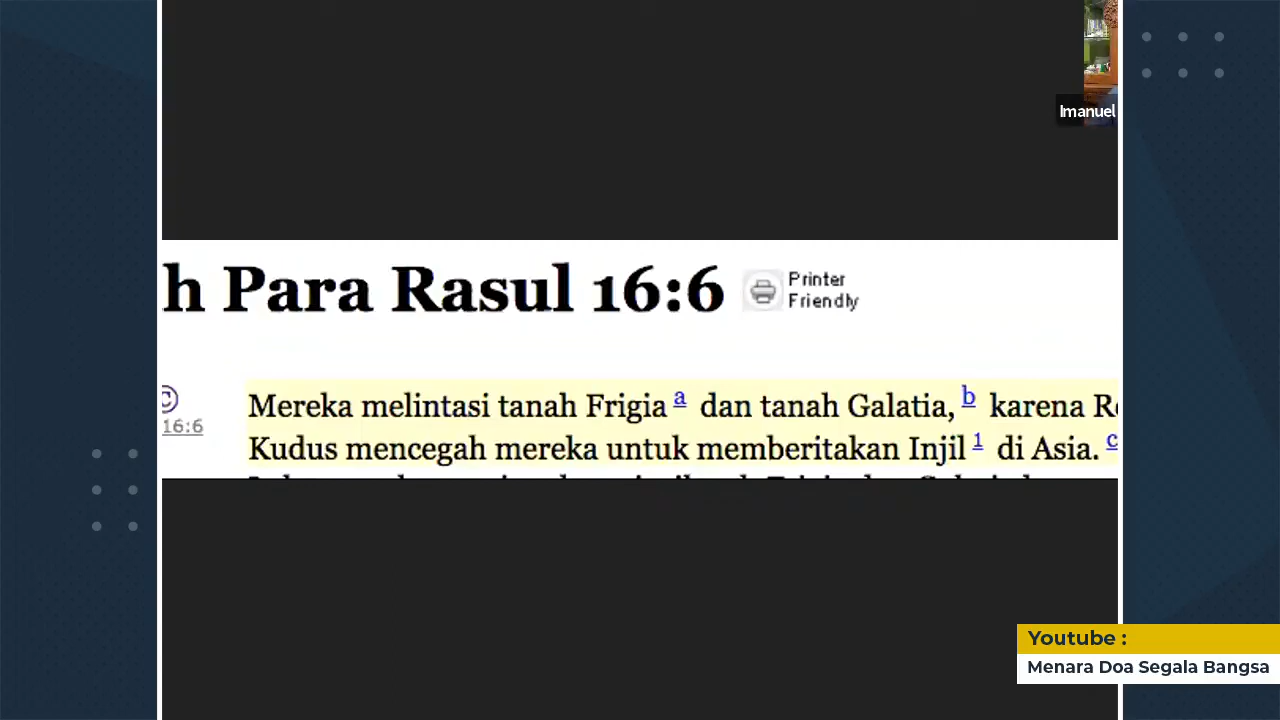 Imanuel
h Para Rasul 16:6
Printer
Friendly
16:6
Mereka melintasi tanah Frigia a dan tanah Galatia, b karena
Kudus mencegah mereka untuk memberitakan Injil 1 di Asia. c
Youtube :
Menara Doa Segala Bangsa